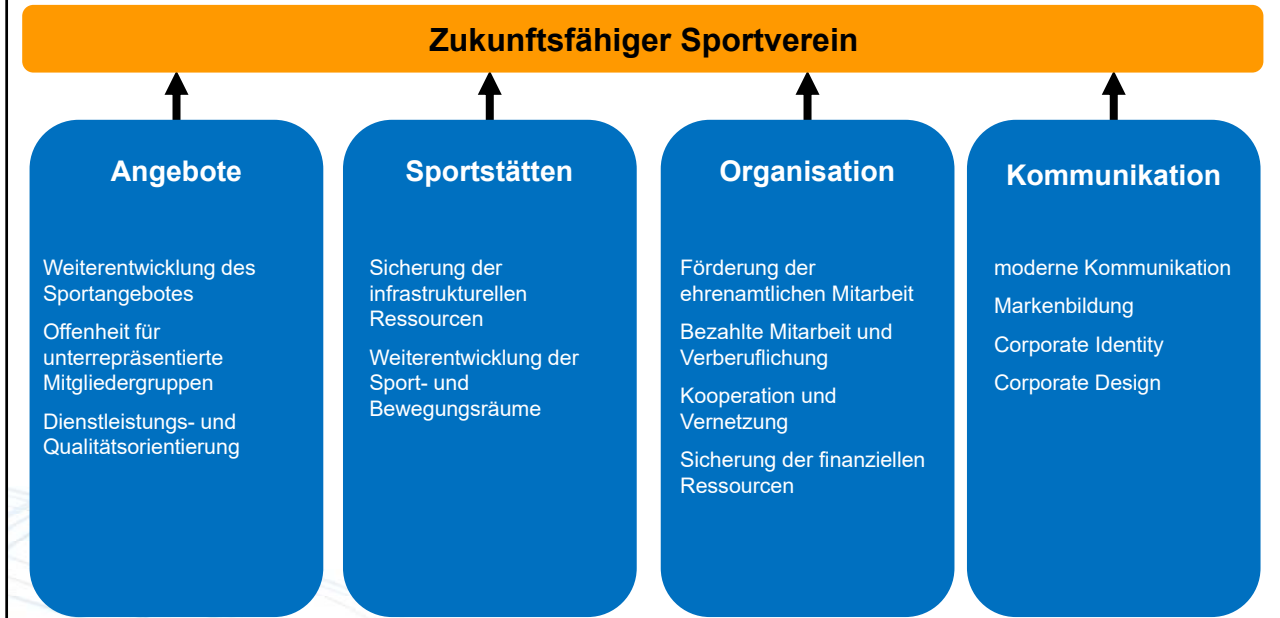 Zukunftsfähiger Sportverein
Angebote
Weiterentwicklung des
Sportangebotes
Offenheit für
unterrepräsentierte
Mitgliedergruppen
Dienstleistungs- und
Qualitätsorientierung
Sportstätten
Sicherung der
infrastrukturellen
Ressourcen
Weiterentwicklung der
Sport- und
Bewegungsräume
Organisation
Förderung der
ehrenamtlichen Mitarbeit
Bezahlte Mitarbeit und
Verberuflichung
Kooperation und
Vernetzung
Sicherung der finanziellen
Ressourcen
Kommunikation
moderne Kommunikation
Markenbildung
Corporate Identity
Corporate Design